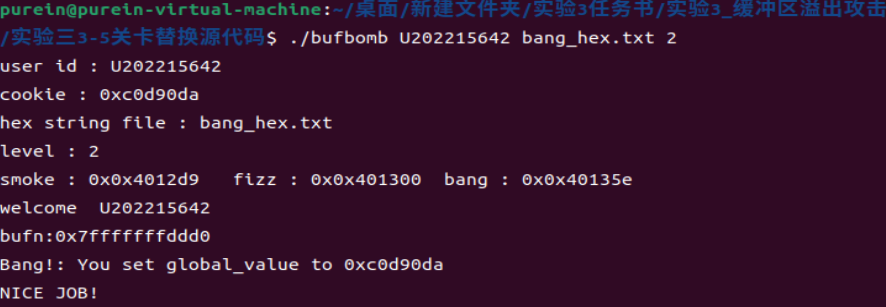 purein@purein-virtual-machine:~/桌面/新建文件夹/实验3任务书/实验3_缓冲区溢出攻击
/实验三3-5关卡替换源代码$ ./bufbomb U202215642 bang_hex.txt 2
user id : U202215642
cookie : 0xc0d90da
hex string file : bang_hex.txt
level : 2
smoke : 0x0x4012d9   fizz : 0x0x401300  bang : 0x0x40135e
welcome  U202215642
bufn:0x7fffffffddd0
Bang!: You set global_value to 0xc0d90da
NICE JOB!